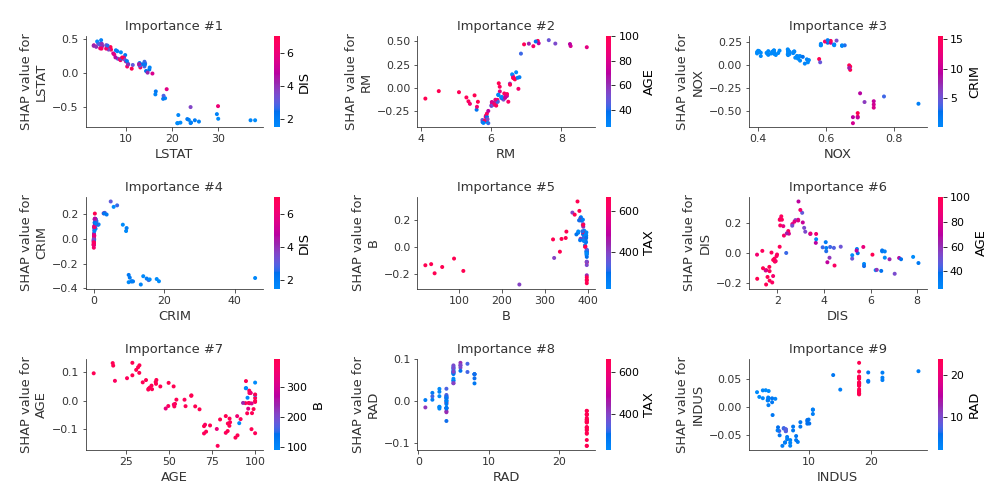 Importance #1
SHAP value for
LSTAT
0.5
0.0
−0.5
10
20
30
LSTAT
6
4
2
DIS
Importance #2
SHAP value for
RM
0.50
0.25
0.00
−0.25
4
6
8
RM
100
80
60
40
AGE
Importance #3
SHAP value for
NOX
0.25
0.00
−0.25
−0.50
0.4
0.6
0.8
NOX
15
10
5
CRIM
Importance #4
SHAP value for
CRIM
0.2
0.0
−0.2
−0.4
0
20
40
CRIM
6
4
2
DIS
Importance #5
SHAP value for
B
0.2
0.0
−0.2
100
200
300
400
B
600
400
TAX
Importance #6
SHAP value for
DIS
0.2
0.0
−0.2
2
4
6
8
DIS
100
80
60
40
AGE
Importance #7
SHAP value for
AGE
0.1
0.0
−0.1
25
50
75
100
AGE
300
200
100
B
Importance #8
SHAP value for
RAD
0.1
0.0
−0.1
0
10
20
RAD
600
400
TAX
Importance #9
SHAP value for
INDUS
0.05
0.00
−0.05
10
20
INDUS
20
10
RAD